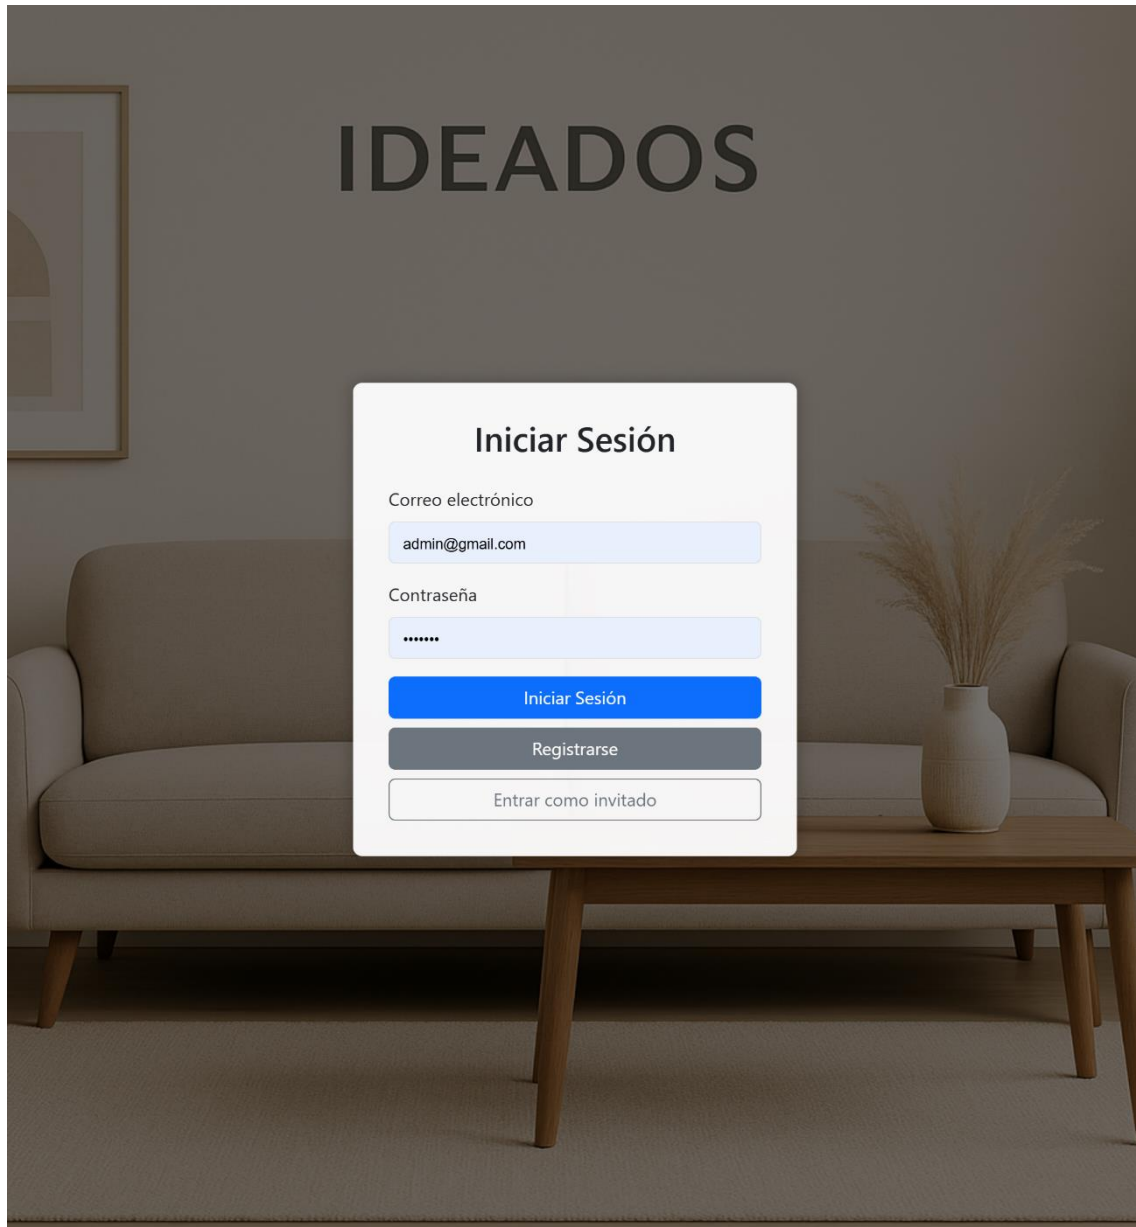 IDEADOS
Iniciar Sesión
Correo electrónico
admin@gmail.com
Contraseña
•••••••
Iniciar Sesión
Registrarse
Entrar como invitado